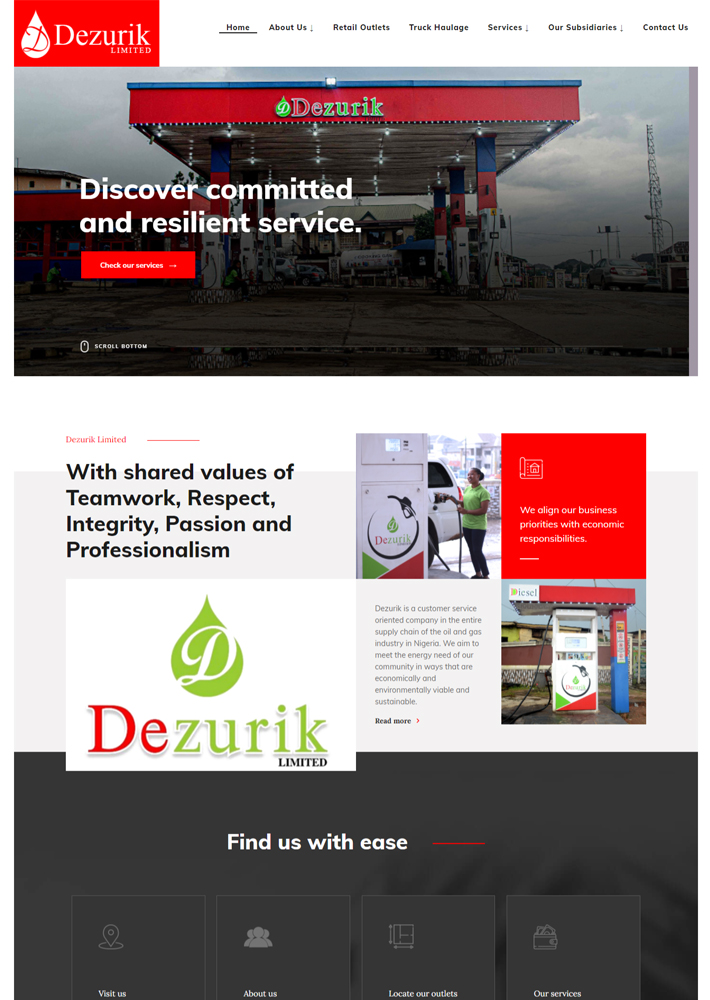 Dezurik
LIMITED
Home
About Us ↓
Retail Outlets
Truck Haulage
Services ↓
Our Subsidiaries ↓
Contact Us
Dezurik
Discover committed
and resilient service.
Check our services →
SCROLL BOTTOM
Dezurik Limited
With shared values of
Teamwork, Respect,
Integrity, Passion and
Professionalism
Dezurik
We align our business
priorities with economic
responsibilities.
D
Dezurik
LIMITED
Dezurik is a customer service
oriented company in the entire
supply chain of the oil and gas
industry in Nigeria. We aim to
meet the energy need of our
community in ways that are
economically and
environmentally viable and
sustainable.
Read more
Diesel
Dezurik
Find us with ease
Visit us
About us
Locate our outlets
Our services